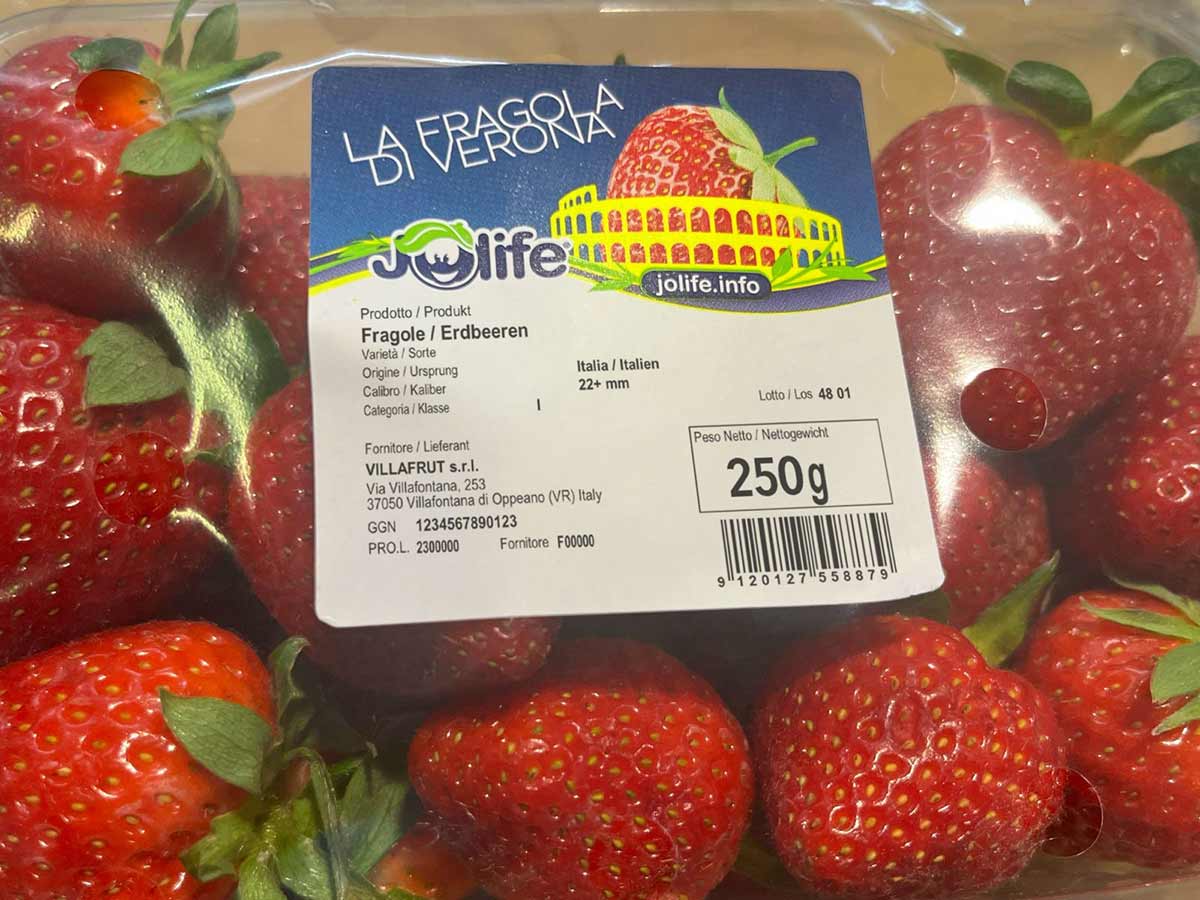 LA FRAGOLA
DI VERONA
JOlife
jolife.info
Prodotto / Produkt
Fragole / Erdbeeren
Varietà / Sorte
Origine / Ursprung Italia / Italien
Calibro / Kaliber 22+ mm
Categoria / Klasse I
Lotto / Los 48 01
Fornitore / Lieferant
VILLAFRUT s.r.l.
Via Villafontana, 253
37050 Villafontana di Oppeano (VR) Italy
GGN 1234567890123
PRO.L. 2300000 Fornitore F00000
Peso Netto / Nettogewicht
250g
9 120127 558879